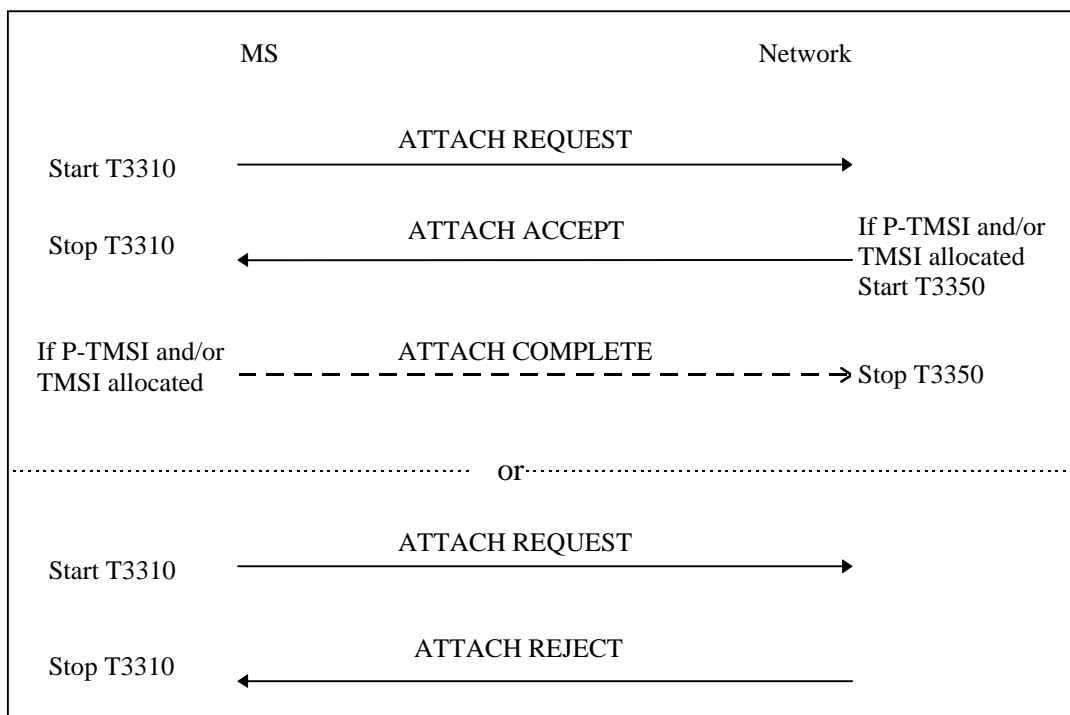 MS
Network
ATTACH REQUEST
Start T3310
ATTACH ACCEPT
Stop T3310
If P-TMSI and/or
TMSI allocated
Start T3350
If P-TMSI and/or
TMSI allocated
ATTACH COMPLETE
Stop T3350
or
ATTACH REQUEST
Start T3310
ATTACH REJECT
Stop T3310